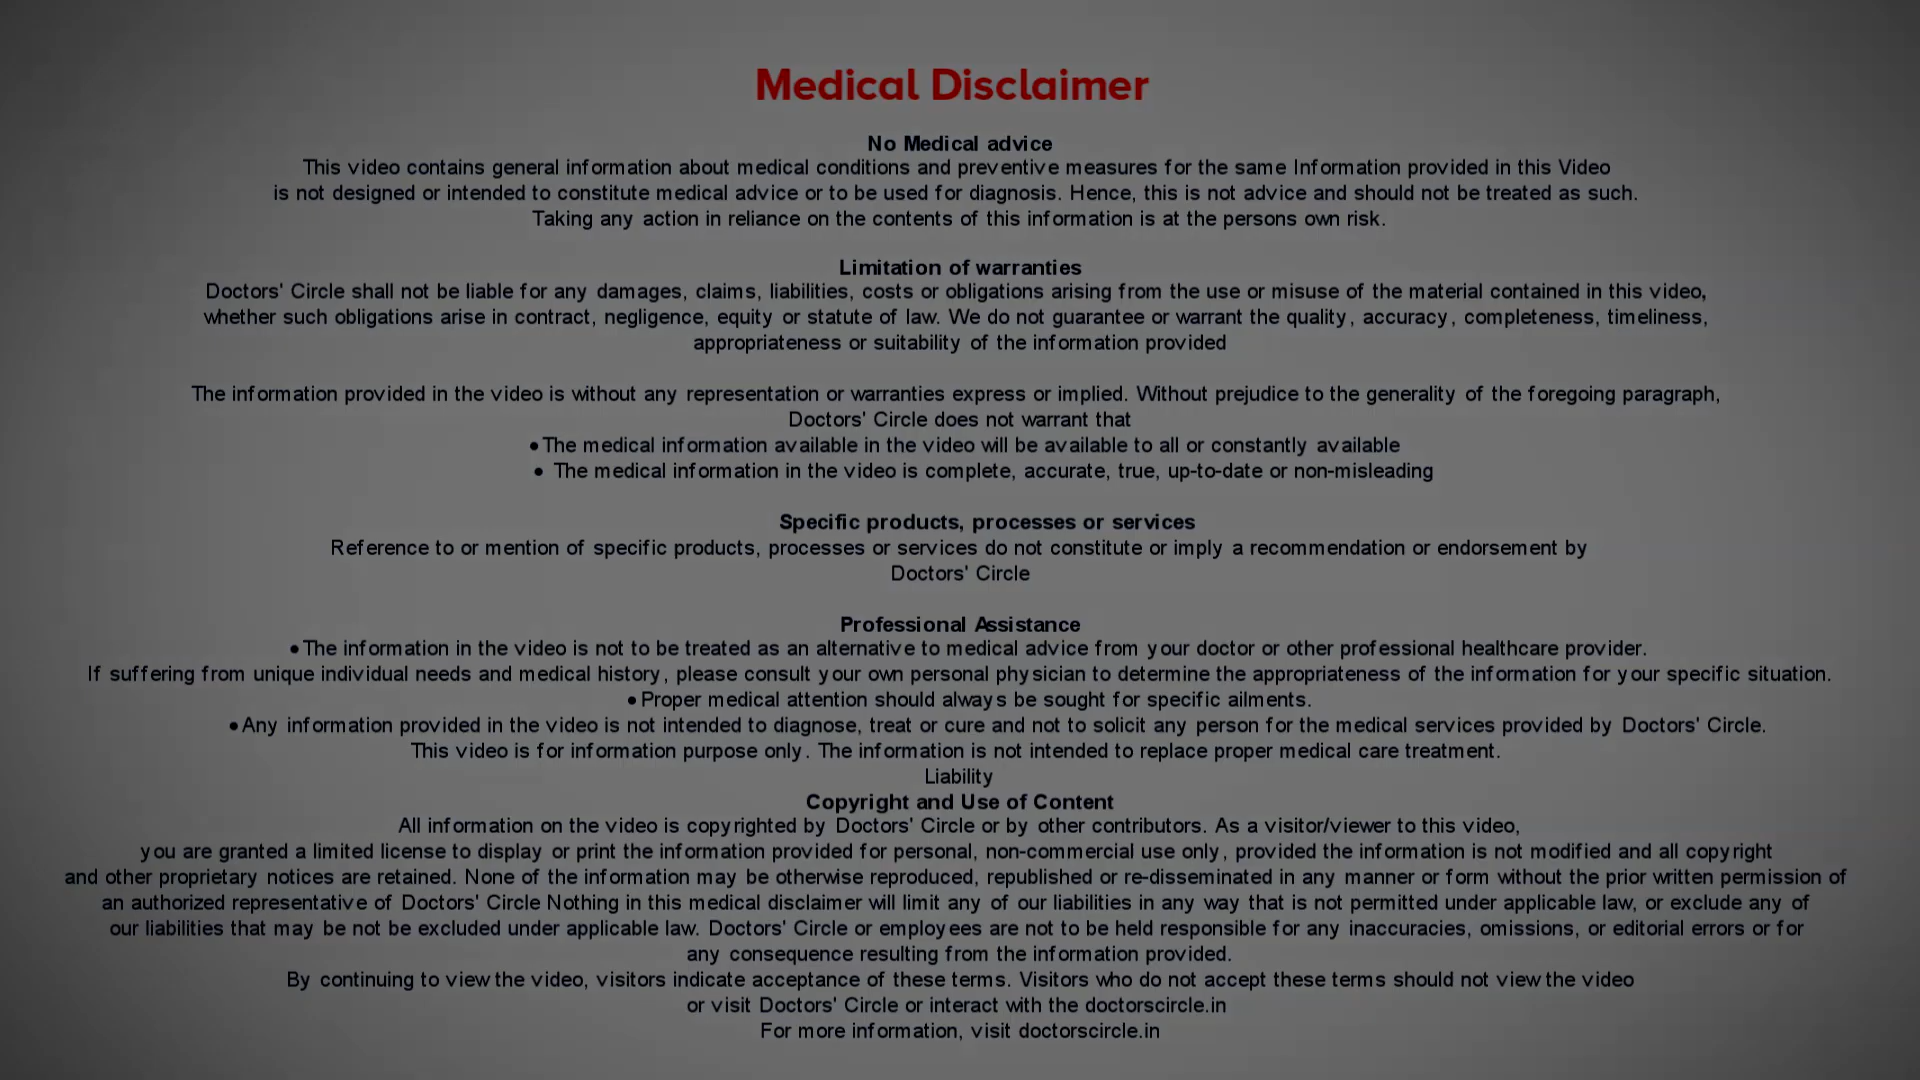 Medical Disclaimer
No Medical advice
This video contains general information about medical conditions and preventive measures for the same Information provided in this Video
is not designed or intended to constitute medical advice or to be used for diagnosis. Hence, this is not advice and should not be treated as such.
Taking any action in reliance on the contents of this information is at the persons own risk.
Limitation of warranties
Doctors' Circle shall not be liable for any damages, claims, liabilities, costs or obligations arising from the use or misuse of the material contained in this video,
whether such obligations arise in contract, negligence, equity or statute of law. We do not guarantee or warrant the quality, accuracy, completeness, timeliness,
appropriateness or suitability of the information provided
The information provided in the video is without any representation or warranties express or implied. Without prejudice to the generality of the foregoing paragraph,
Doctors' Circle does not warrant that
•The medical information available in the video will be available to all or constantly available
• The medical information in the video is complete, accurate, true, up-to-date or non-misleading
Specific products, processes or services
Reference to or mention of specific products, processes or services do not constitute or imply a recommendation or endorsement by
Doctors' Circle
Professional Assistance
•The information in the video is not to be treated as an alternative to medical advice from your doctor or other professional healthcare provider.
If suffering from unique individual needs and medical history, please consult your own personal physician to determine the appropriateness of the information for your specific situation.
•Proper medical attention should always be sought for specific ailments.
•Any information provided in the video is not intended to diagnose, treat or cure and not to solicit any person for the medical services provided by Doctors' Circle.
This video is for information purpose only. The information is not intended to replace proper medical care treatment.
Liability
Copyright and Use of Content
All information on the video is copyrighted by Doctors' Circle or by other contributors. As a visitor/viewer to this video,
you are granted a limited license to display or print the information provided for personal, non-commercial use only, provided the information is not modified and all copyright
and other proprietary notices are retained. None of the information may be otherwise reproduced, republished or re-disseminated in any manner or form without the prior written permission of
an authorized representative of Doctors' Circle Nothing in this medical disclaimer will limit any of our liabilities in any way that is not permitted under applicable law, or exclude any of
our liabilities that may be not be excluded under applicable law. Doctors' Circle or employees are not to be held responsible for any inaccuracies, omissions, or editorial errors or for
any consequence resulting from the information provided.
By continuing to view the video, visitors indicate acceptance of these terms. Visitors who do not accept these terms should not view the video
or visit Doctors' Circle or interact with the doctorscircle.in
For more information, visit doctorscircle.in